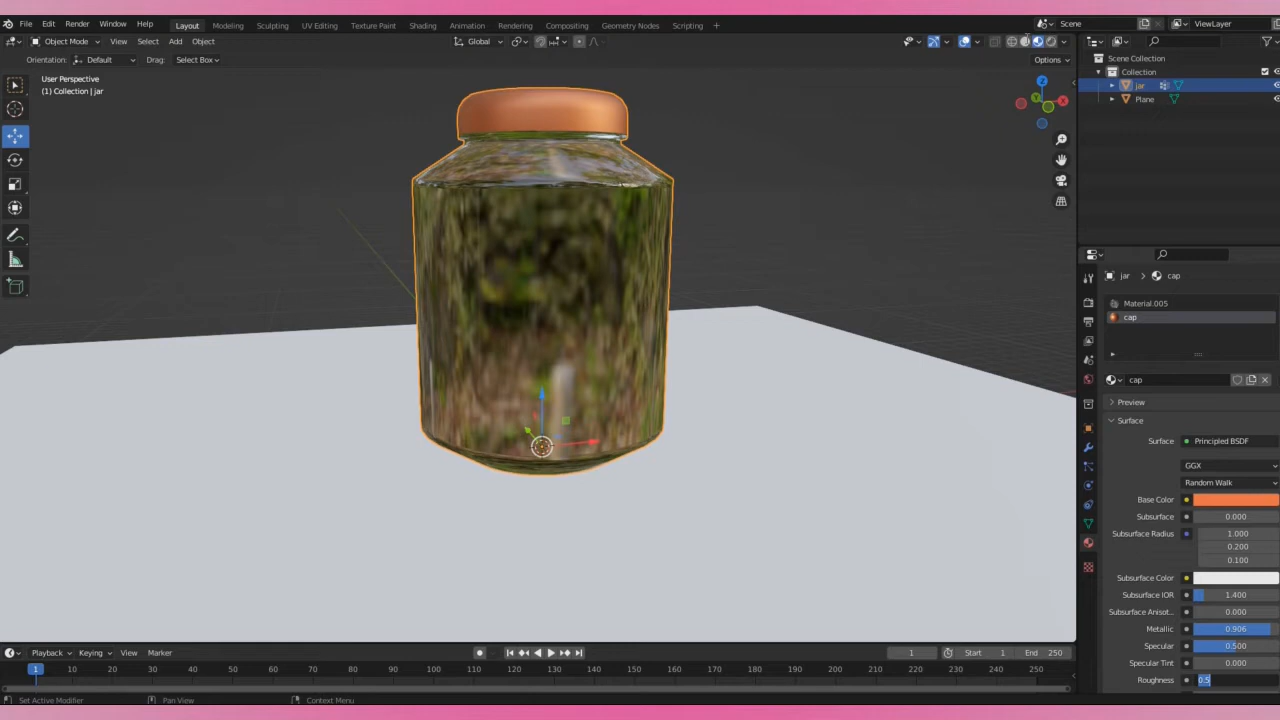 File Edit Render Window Help Layout Modeling Sculpting UV Editing Texture Paint Shading Animation Rendering Compositing Geometry Nodes Scripting + Scene ViewLayer
Object Mode View Select Add Object Global
Orientation: Default Drag: Select Box Options
User Perspective
(1) Collection | jar
Z
Y
X
Scene Collection
Collection
jar
Plane
jar > cap
Material.005
cap
cap
Preview
Surface
Surface Principled BSDF
GGX
Random Walk
Base Color
Subsurface 0.000
Subsurface Radius 1.000
0.200
0.100
Subsurface Color
Subsurface IOR 1.400
Subsurface Anisot... 0.000
Metallic 0.906
Specular 0.500
Specular Tint 0.000
Roughness 0.5
Playback Keying View Marker 1 Start 1 End 250
1 10 20 30 40 50 60 70 80 90 100 110 120 130 140 150 160 170 180 190 200 210 220 230 240 250
Set Active Modifier Pan View Context Menu